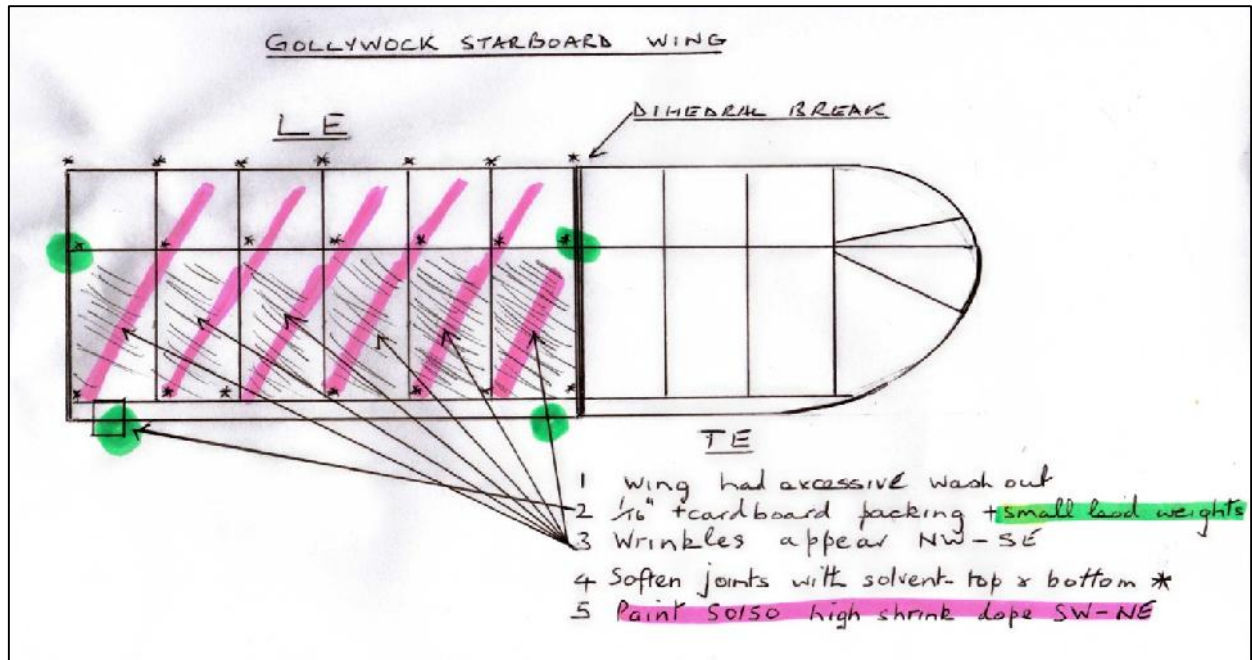 GOLLYWOCK STARBOARD WING
LE
DIHEDRAL BREAK
TE
1 Wing had excessive wash out
2 1/16" + cardboard packing + small lead weights
3 Wrinkles appear NW-SE
4 Soften joints with solvent - top & bottom *
5 Paint 50/50 high shrink dope SW-NE